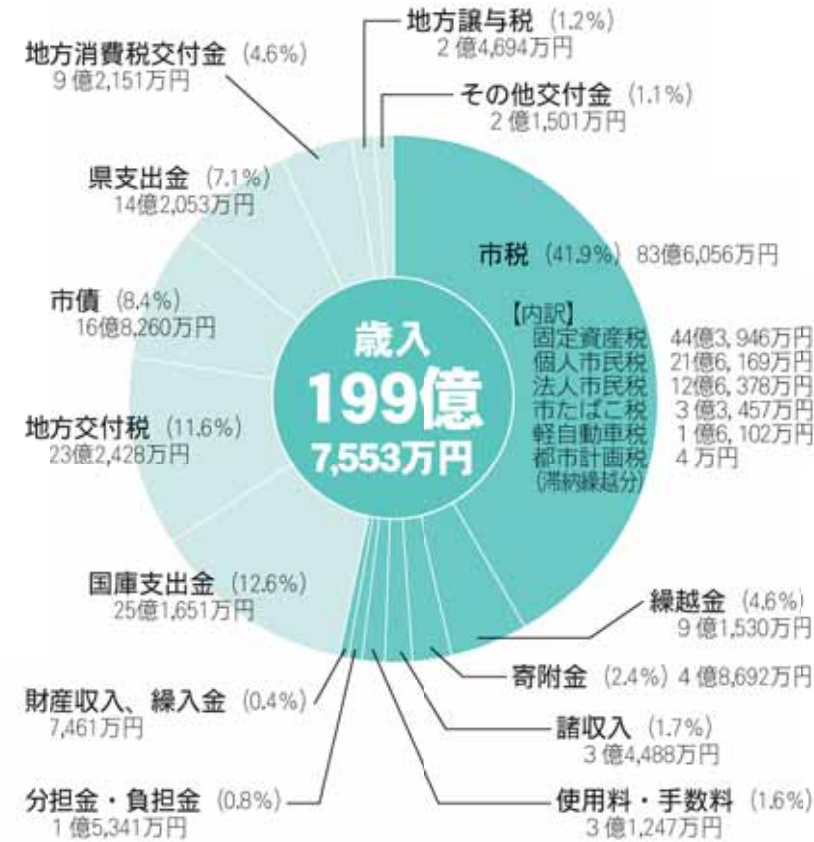 地方譲与税 (1.2%)
2億4,694万円
地方消費税交付金 (4.6%)
9億2,151万円
その他交付金 (1.1%)
2億1,501万円
県支出金 (7.1%)
14億2,053万円
市税 (41.9%) 83億6,056万円
【内訳】
固定資産税 44億3,946万円
個人市民税 21億6,169万円
法人市民税 12億6,378万円
市たばこ税 3億3,457万円
軽自動車税 1億6,102万円
都市計画税 4万円
(滞納繰越分)
市債 (8.4%)
16億8,260万円
歳入
199億
7,553万円
地方交付税 (11.6%)
23億2,428万円
国庫支出金 (12.6%)
25億1,651万円
繰越金 (4.6%)
9億1,530万円
寄附金 (2.4%) 4億8,692万円
財産収入、繰入金 (0.4%)
7,461万円
諸収入 (1.7%)
3億4,488万円
分担金・負担金 (0.8%)
1億5,341万円
使用料・手数料 (1.6%)
3億1,247万円